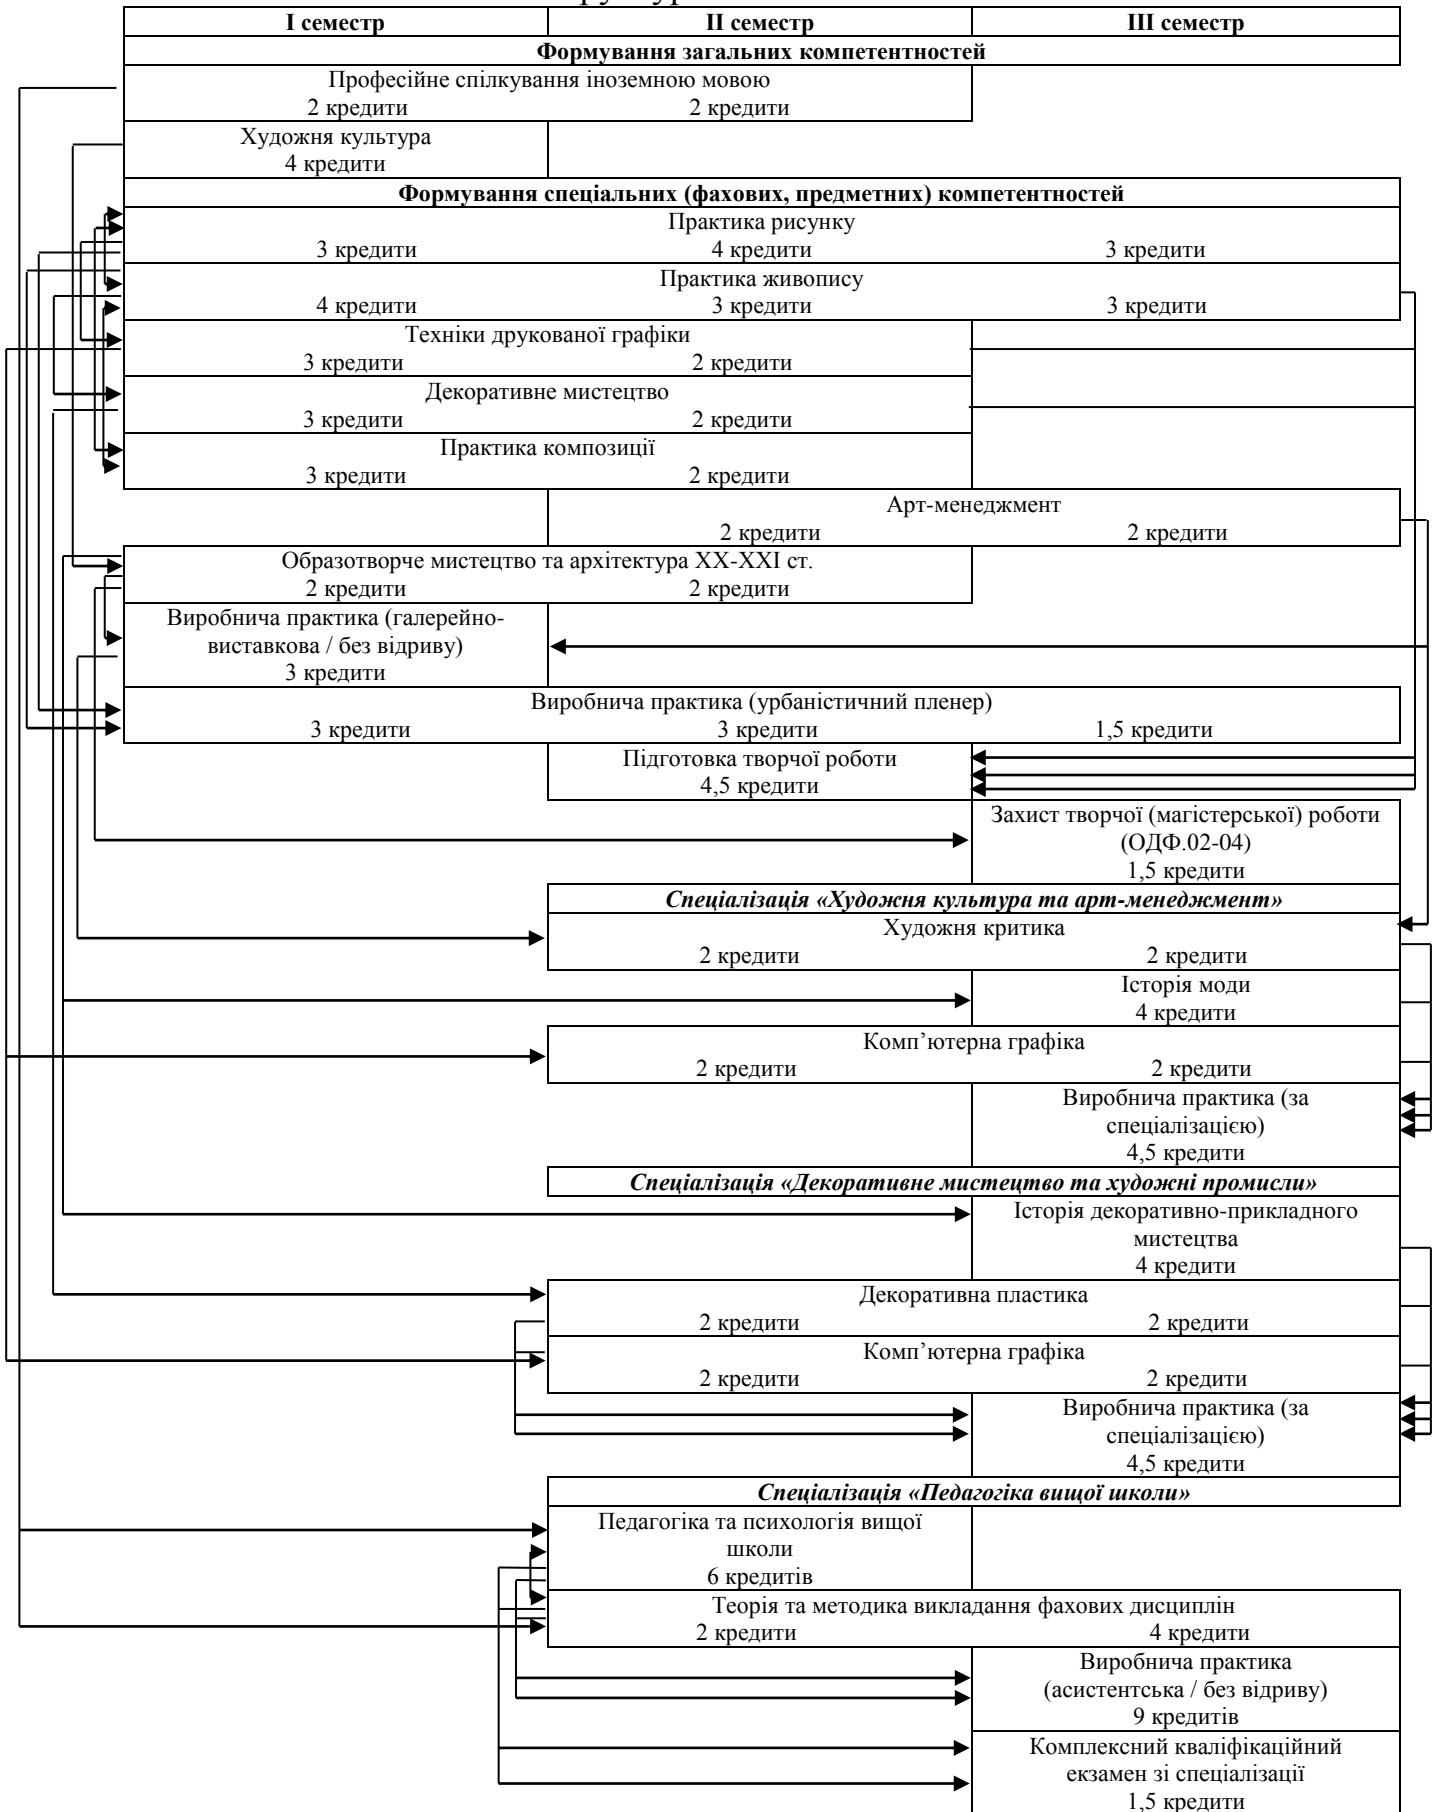 І семестр ІІ семестр ІІІ семестр
Формування загальних компетентностей
Професійне спілкування іноземною мовою
2 кредити 2 кредити
Художня культура
4 кредити
Формування спеціальних (фахових, предметних) компетентностей
Практика рисунку
3 кредити 4 кредити 3 кредити
Практика живопису
4 кредити 3 кредити 3 кредити
Техніки друкованої графіки
3 кредити 2 кредити
Декоративне мистецтво
3 кредити 2 кредити
Практика композиції
3 кредити 2 кредити
Арт-менеджмент
2 кредити 2 кредити
Образотворче мистецтво та архітектура ХХ-ХХІ ст.
2 кредити 2 кредити
Виробнича практика (галерейно-
виставкова / без відриву)
3 кредити
Виробнича практика (урбаністичний пленер)
3 кредити 3 кредити 1,5 кредити
Підготовка творчої роботи
4,5 кредити
Захист творчої (магістерської) роботи
(ОДФ.02-04)
1,5 кредити
Спеціалізація «Художня культура та арт-менеджмент»
Художня критика
2 кредити 2 кредити
Історія моди
4 кредити
Комп’ютерна графіка
2 кредити 2 кредити
Виробнича практика (за
спеціалізацією)
4,5 кредити
Спеціалізація «Декоративне мистецтво та художні промисли»
Історія декоративно-прикладного
мистецтва
4 кредити
Декоративна пластика
2 кредити 2 кредити
Комп’ютерна графіка
2 кредити 2 кредити
Виробнича практика (за
спеціалізацією)
4,5 кредити
Спеціалізація «Педагогіка вищої школи»
Педагогіка та психологія вищої
школи
6 кредитів
Теорія та методика викладання фахових дисциплін
2 кредити 4 кредити
Виробнича практика
(асистентська / без відриву)
9 кредитів
Комплексний кваліфікаційний
екзамен зі спеціалізації
1,5 кредити